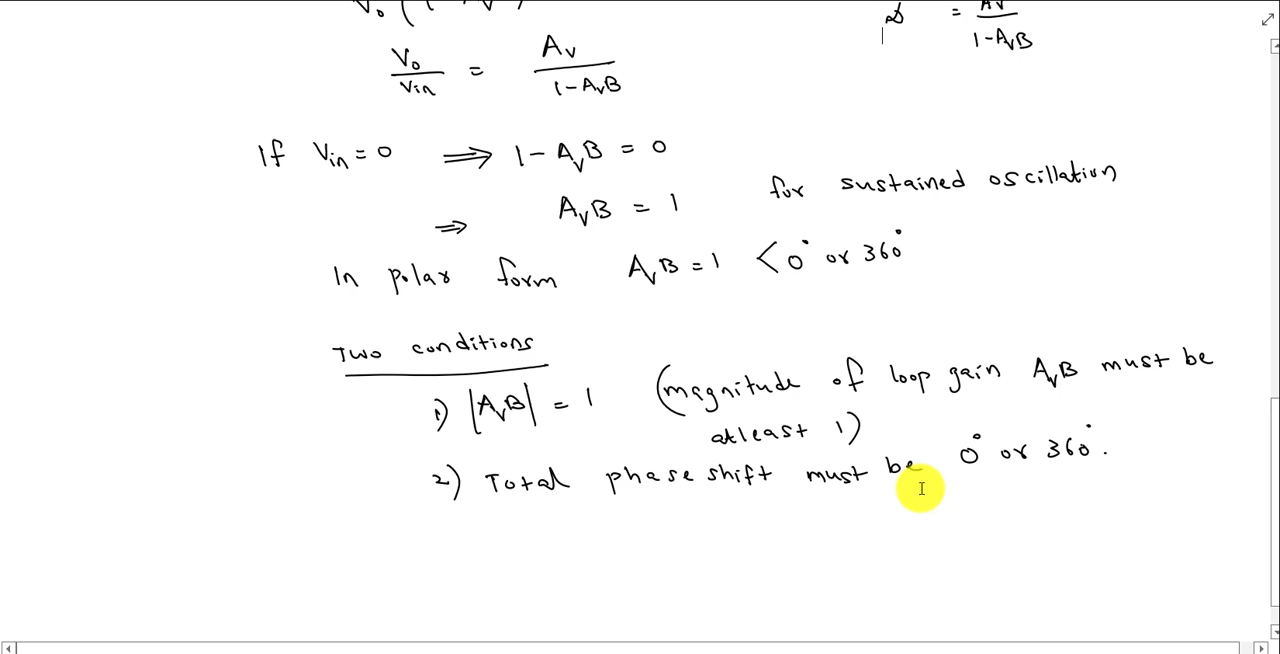 = Av / 1-AvB
Vo / Vin = Av / 1-AvB
If Vin = 0 ⟹ 1 - AvB = 0
⇒ AvB = 1 for sustained oscillation
In polar form AvB = 1 < 0° or 360°
Two conditions
1) |AvB| = 1 (magnitude of loop gain AvB must be
atleast 1)
2) Total phase shift must be 0° or 360°.